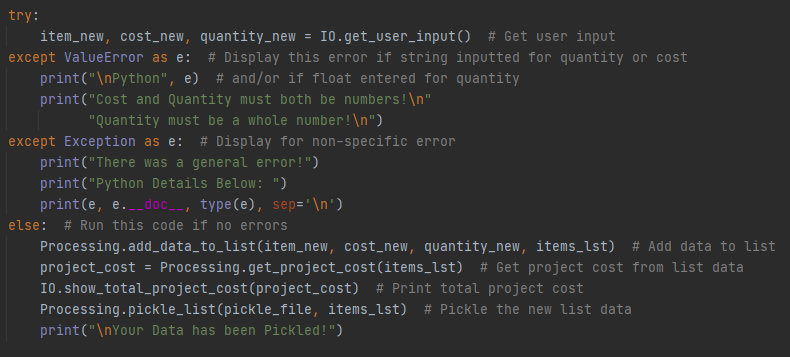 try:
    item_new, cost_new, quantity_new = IO.get_user_input()  # Get user input
except ValueError as e:  # Display this error if string inputted for quantity or cost
    print("\nPython", e)  # and/or if float entered for quantity
    print("Cost and Quantity must both be numbers!\n"
          "Quantity must be a whole number!\n")
except Exception as e:  # Display for non-specific error
    print("There was a general error!")
    print("Python Details Below: ")
    print(e, e.__doc__, type(e), sep='\n')
else:  # Run this code if no errors
    Processing.add_data_to_list(item_new, cost_new, quantity_new, items_lst)  # Add data to list
    project_cost = Processing.get_project_cost(items_lst)  # Get project cost from list data
    IO.show_total_project_cost(project_cost)  # Print total project cost
    Processing.pickle_list(pickle_file, items_lst)  # Pickle the new list data
    print("\nYour Data has been Pickled!")